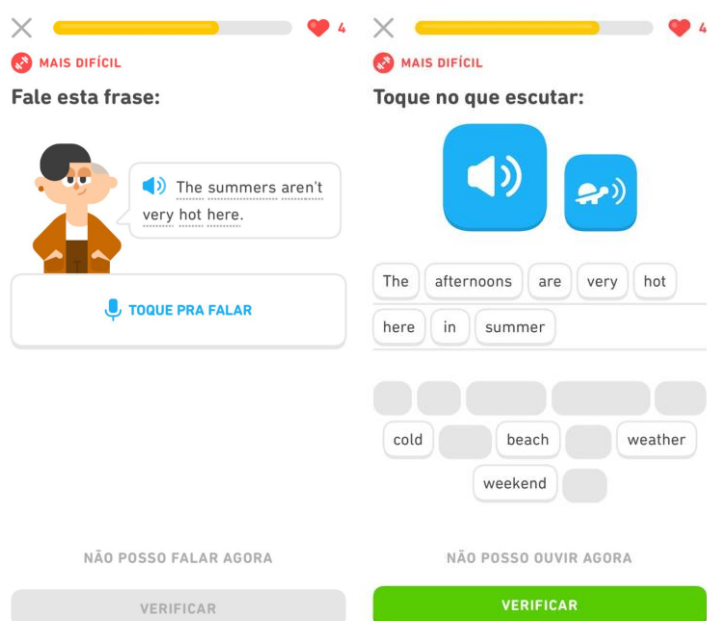 4
MAIS DIFÍCIL
Fale esta frase:
The summers aren't
very hot here.
TOQUE PRA FALAR
NÃO POSSO FALAR AGORA
VERIFICAR
4
MAIS DIFÍCIL
Toque no que escutar:
The afternoons are very hot
here in summer
cold beach weather
weekend
NÃO POSSO OUVIR AGORA
VERIFICAR